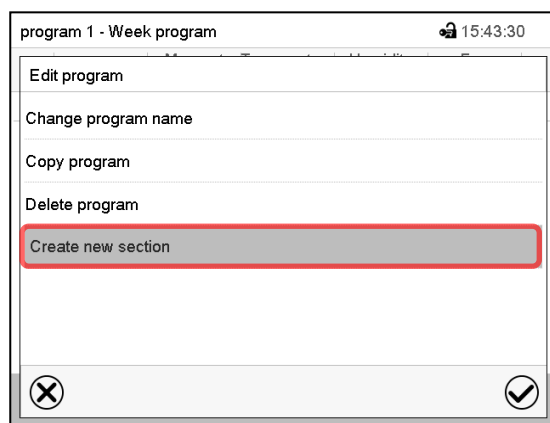 program 1 - Week program 15:43:30
Edit program
Change program name
Copy program
Delete program
Create new section